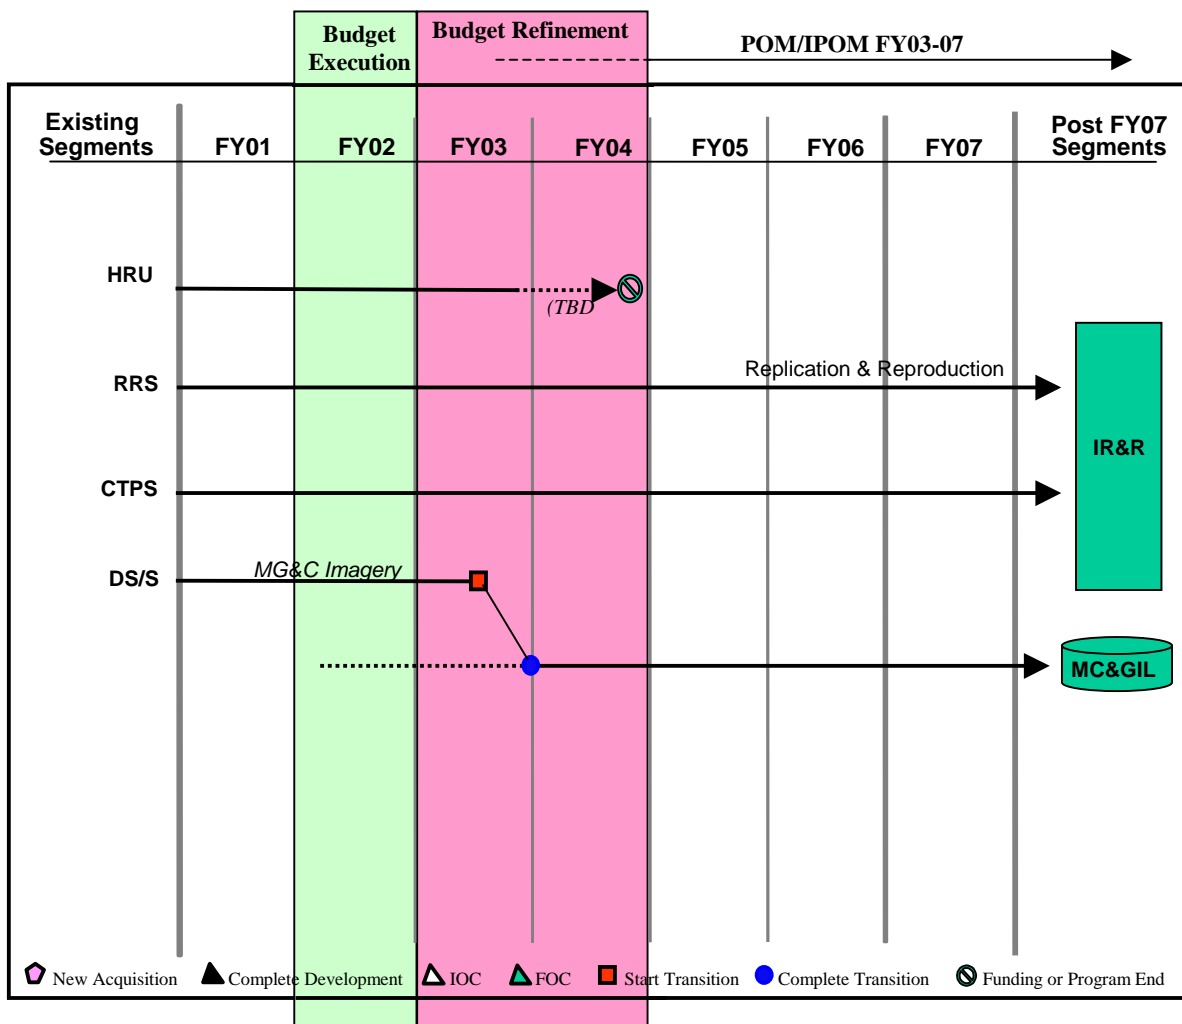 Budget
Execution
Budget Refinement
POM/IPOM FY03-07
Existing
Segments
FY01
FY02
FY03
FY04
FY05
FY06
FY07
Post FY07
Segments
HRU
(TBD
RRS
Replication & Reproduction
IR&R
CTPS
DS/S
MG&C Imagery
MC&GIL
New Acquisition
Complete Development
IOC
FOC
Start Transition
Complete Transition
Funding or Program End